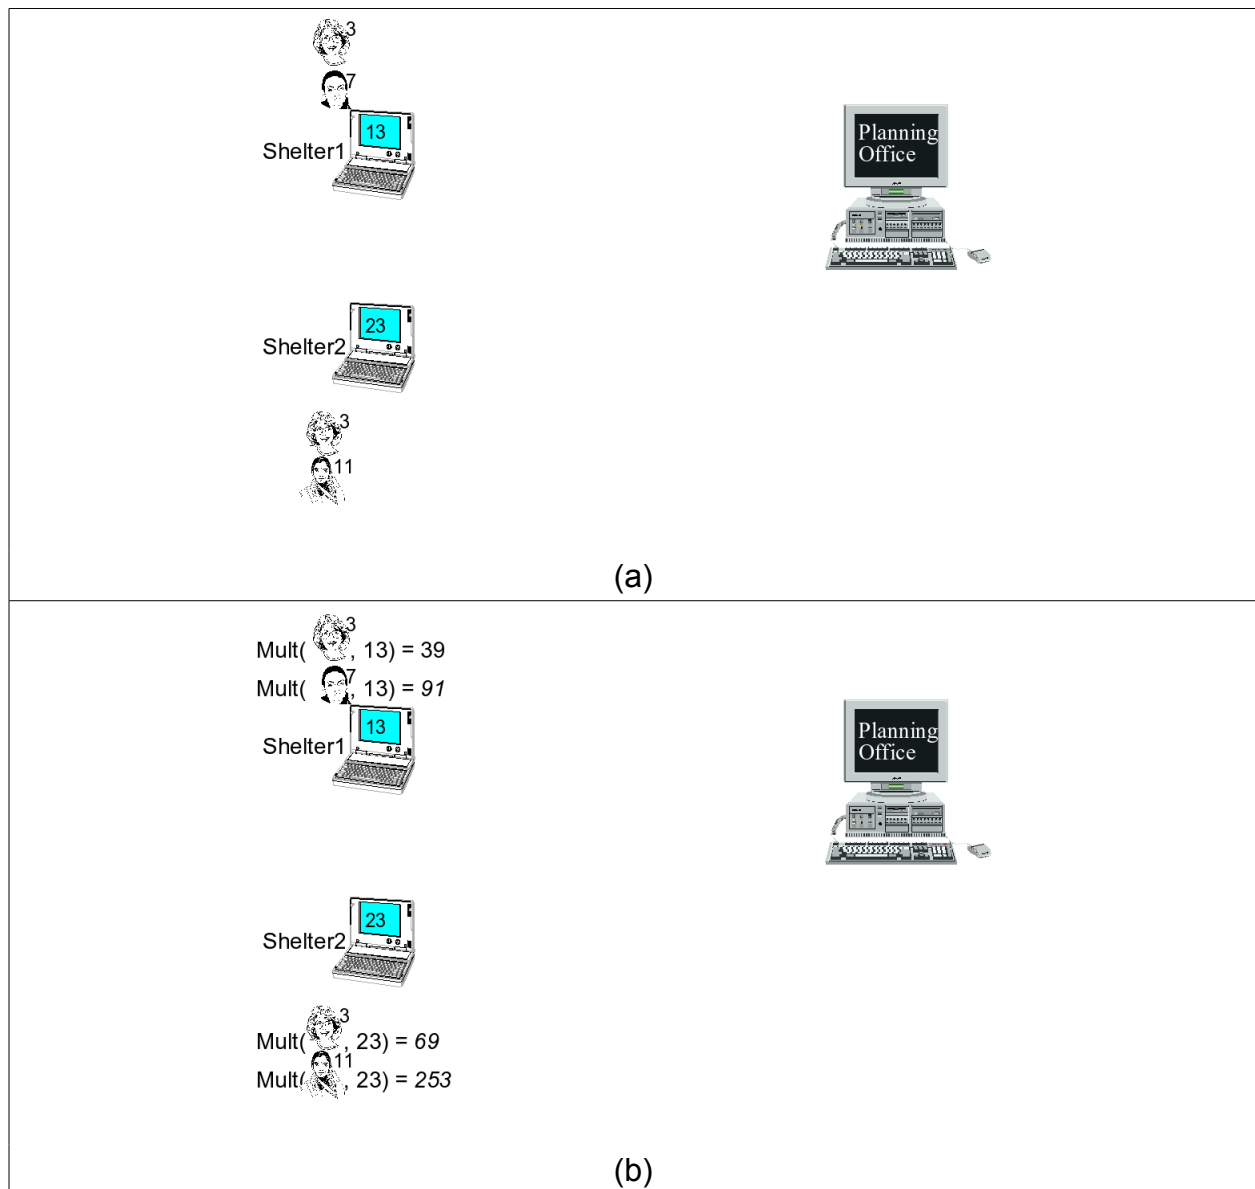 3
7
13
Shelter1
Planning
Office
23
Shelter2
3
11
(a)
3
Mult( , 13) = 39
7
Mult( , 13) = 91
13
Shelter1
Planning
Office
23
Shelter2
3
Mult( , 23) = 69
11
Mult( , 23) = 253
(b)